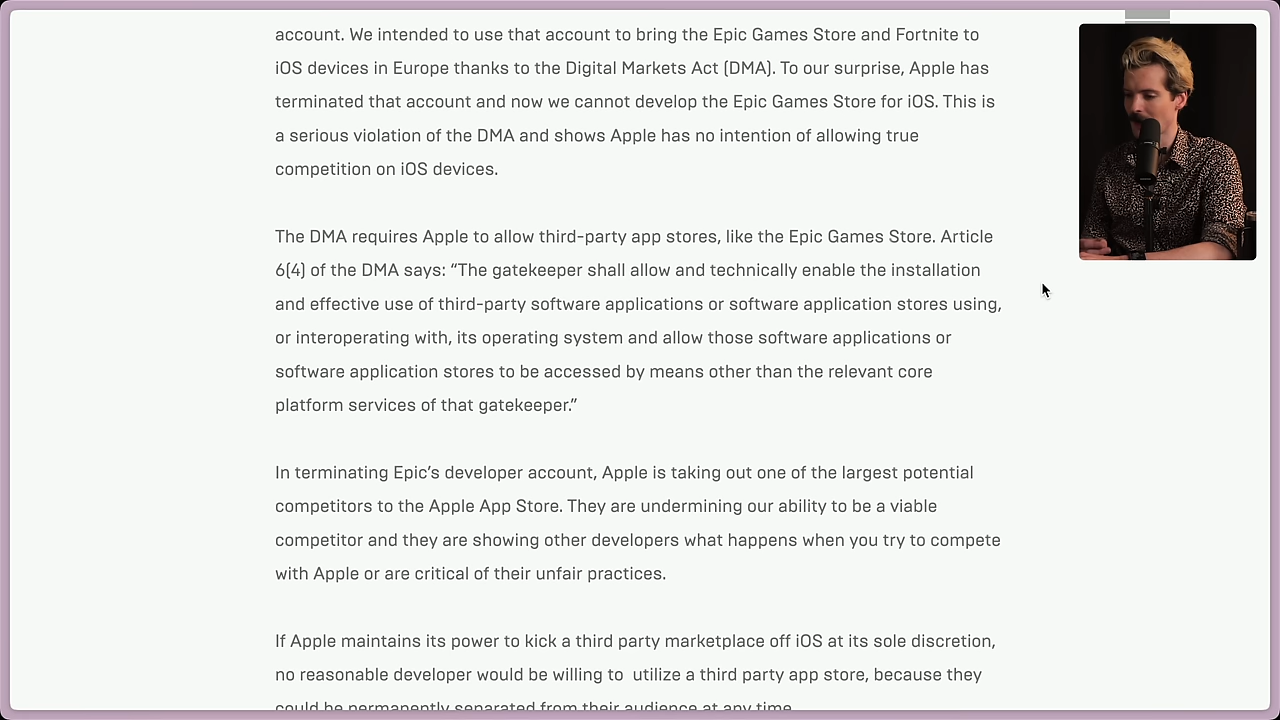 account. We intended to use that account to bring the Epic Games Store and Fortnite to
iOS devices in Europe thanks to the Digital Markets Act (DMA). To our surprise, Apple has
terminated that account and now we cannot develop the Epic Games Store for iOS. This is
a serious violation of the DMA and shows Apple has no intention of allowing true
competition on iOS devices.
The DMA requires Apple to allow third-party app stores, like the Epic Games Store. Article
6(4) of the DMA says: “The gatekeeper shall allow and technically enable the installation
and effective use of third-party software applications or software application stores using,
or interoperating with, its operating system and allow those software applications or
software application stores to be accessed by means other than the relevant core
platform services of that gatekeeper.”
In terminating Epic’s developer account, Apple is taking out one of the largest potential
competitors to the Apple App Store. They are undermining our ability to be a viable
competitor and they are showing other developers what happens when you try to compete
with Apple or are critical of their unfair practices.
If Apple maintains its power to kick a third party marketplace off iOS at its sole discretion,
no reasonable developer would be willing to  utilize a third party app store, because they
could be permanently separated from their audience at any time.